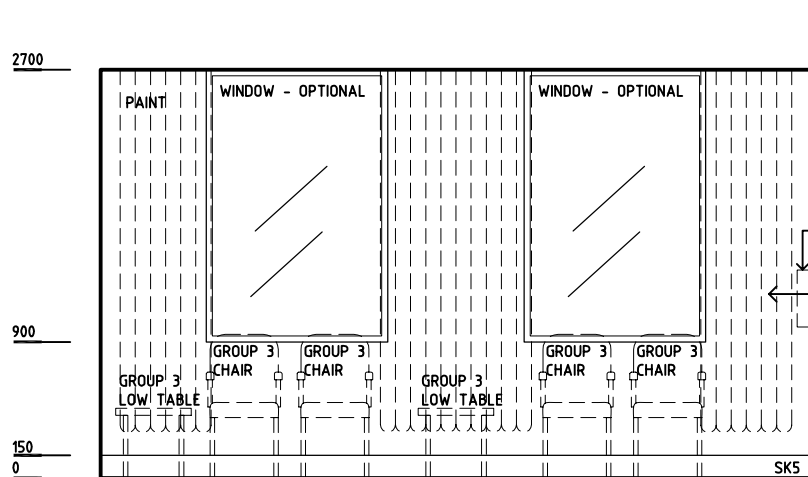 2700
PAINT
WINDOW - OPTIONAL
WINDOW - OPTIONAL
900
GROUP 3
CHAIR
GROUP 3
CHAIR
GROUP 3
CHAIR
GROUP 3
CHAIR
GROUP 3
LOW TABLE
GROUP 3
LOW TABLE
150
0
SK5